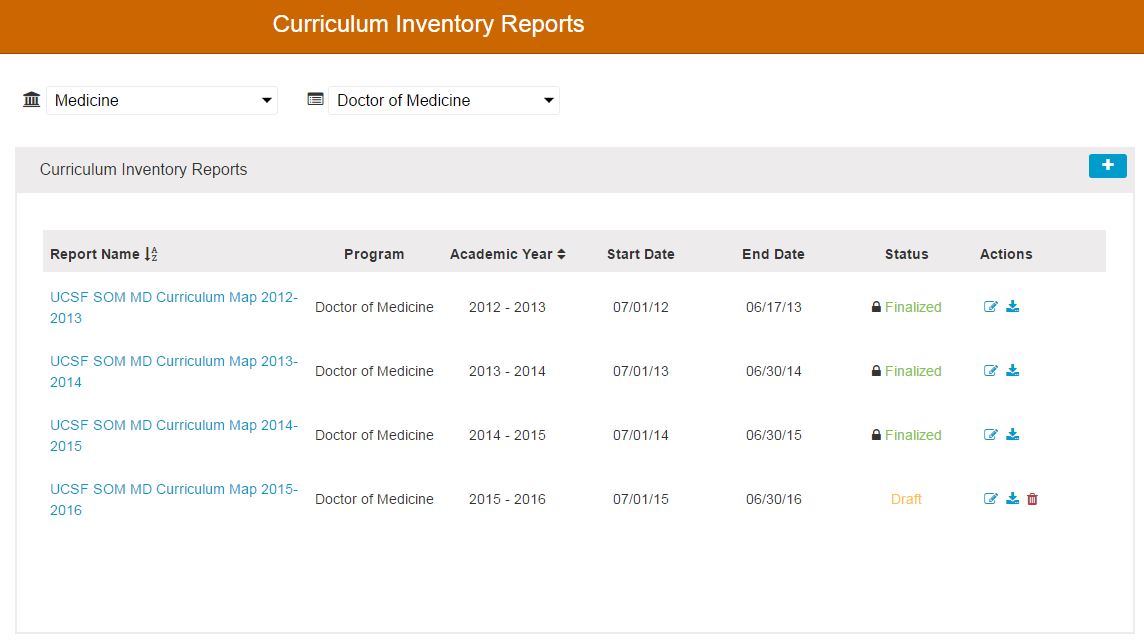 Curriculum Inventory Reports
Medicine Doctor of Medicine
Curriculum Inventory Reports
Report Name Program Academic Year Start Date End Date Status Actions
UCSF SOM MD Curriculum Map 2012-
2013 Doctor of Medicine 2012 - 2013 07/01/12 06/17/13 Finalized
UCSF SOM MD Curriculum Map 2013-
2014 Doctor of Medicine 2013 - 2014 07/01/13 06/30/14 Finalized
UCSF SOM MD Curriculum Map 2014-
2015 Doctor of Medicine 2014 - 2015 07/01/14 06/30/15 Finalized
UCSF SOM MD Curriculum Map 2015-
2016 Doctor of Medicine 2015 - 2016 07/01/15 06/30/16 Draft